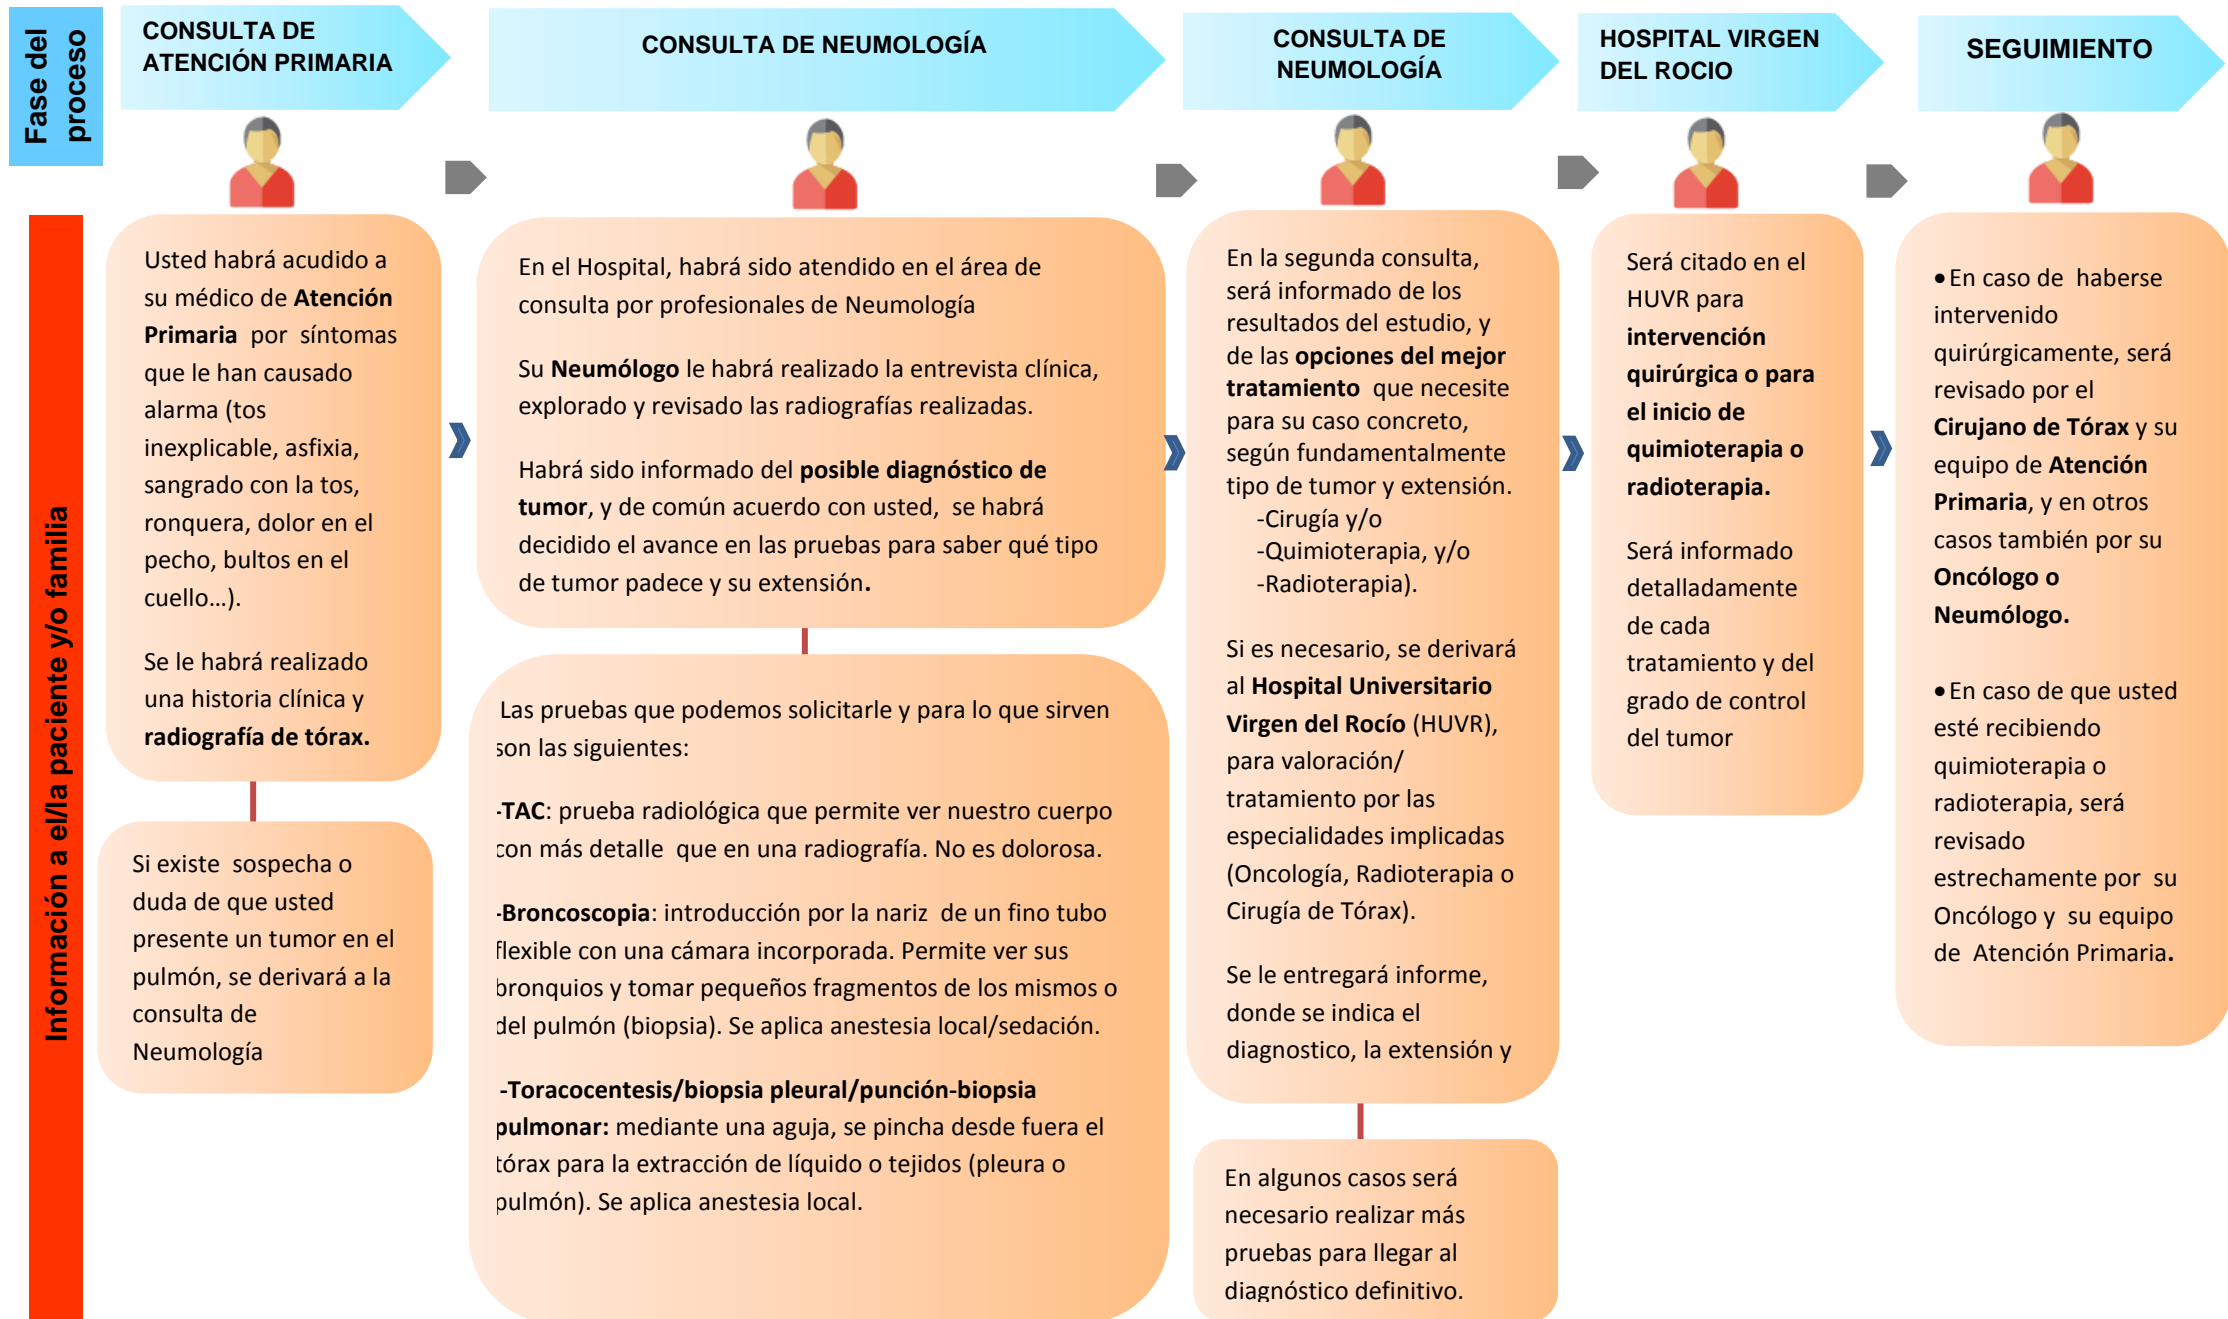 Fase del
proceso
CONSULTA DE
ATENCIÓN PRIMARIA
CONSULTA DE NEUMOLOGÍA
CONSULTA DE
NEUMOLOGÍA
HOSPITAL VIRGEN
DEL ROCIO
SEGUIMIENTO
Información a el/la paciente y/o familia
Usted habrá acudido a
su médico de Atención
Primaria por síntomas
que le han causado
alarma (tos
inexplicable, asfixia,
sangrado con la tos,
ronquera, dolor en el
pecho, bultos en el
cuello...).
Se le habrá realizado
una historia clínica y
radiografía de tórax.
Si existe sospecha o
duda de que usted
presente un tumor en el
pulmón, se derivará a la
consulta de
Neumología
En el Hospital, habrá sido atendido en el área de
consulta por profesionales de Neumología
Su Neumólogo le habrá realizado la entrevista clínica,
explorado y revisado las radiografías realizadas.
Habrá sido informado del posible diagnóstico de
tumor, y de común acuerdo con usted, se habrá
decidido el avance en las pruebas para saber qué tipo
de tumor padece y su extensión.
Las pruebas que podemos solicitarle y para lo que sirven
son las siguientes:
-TAC: prueba radiológica que permite ver nuestro cuerpo
con más detalle que en una radiografía. No es dolorosa.
-Broncoscopia: introducción por la nariz de un fino tubo
flexible con una cámara incorporada. Permite ver sus
bronquios y tomar pequeños fragmentos de los mismos o
del pulmón (biopsia). Se aplica anestesia local/sedación.
-Toracocentesis/biopsia pleural/punción-biopsia
pulmonar: mediante una aguja, se pincha desde fuera el
tórax para la extracción de líquido o tejidos (pleura o
pulmón). Se aplica anestesia local.
En la segunda consulta,
será informado de los
resultados del estudio, y
de las opciones del mejor
tratamiento que necesite
para su caso concreto,
según fundamentalmente
tipo de tumor y extensión.
-Cirugía y/o
-Quimioterapia, y/o
-Radioterapia).
Si es necesario, se derivará
al Hospital Universitario
Virgen del Rocío (HUVR),
para valoración/
tratamiento por las
especialidades implicadas
(Oncología, Radioterapia o
Cirugía de Tórax).
Se le entregará informe,
donde se indica el
diagnostico, la extensión y
En algunos casos será
necesario realizar más
pruebas para llegar al
diagnóstico definitivo.
Será citado en el
HUVR para
intervención
quirúrgica o para
el inicio de
quimioterapia o
radioterapia.
Será informado
detalladamente
de cada
tratamiento y del
grado de control
del tumor
•En caso de haberse
intervenido
quirúrgicamente, será
revisado por el
Cirujano de Tórax y su
equipo de Atención
Primaria, y en otros
casos también por su
Oncólogo o
Neumólogo.
•En caso de que usted
esté recibiendo
quimioterapia o
radioterapia, será
revisado
estrechamente por su
Oncólogo y su equipo
de Atención Primaria.